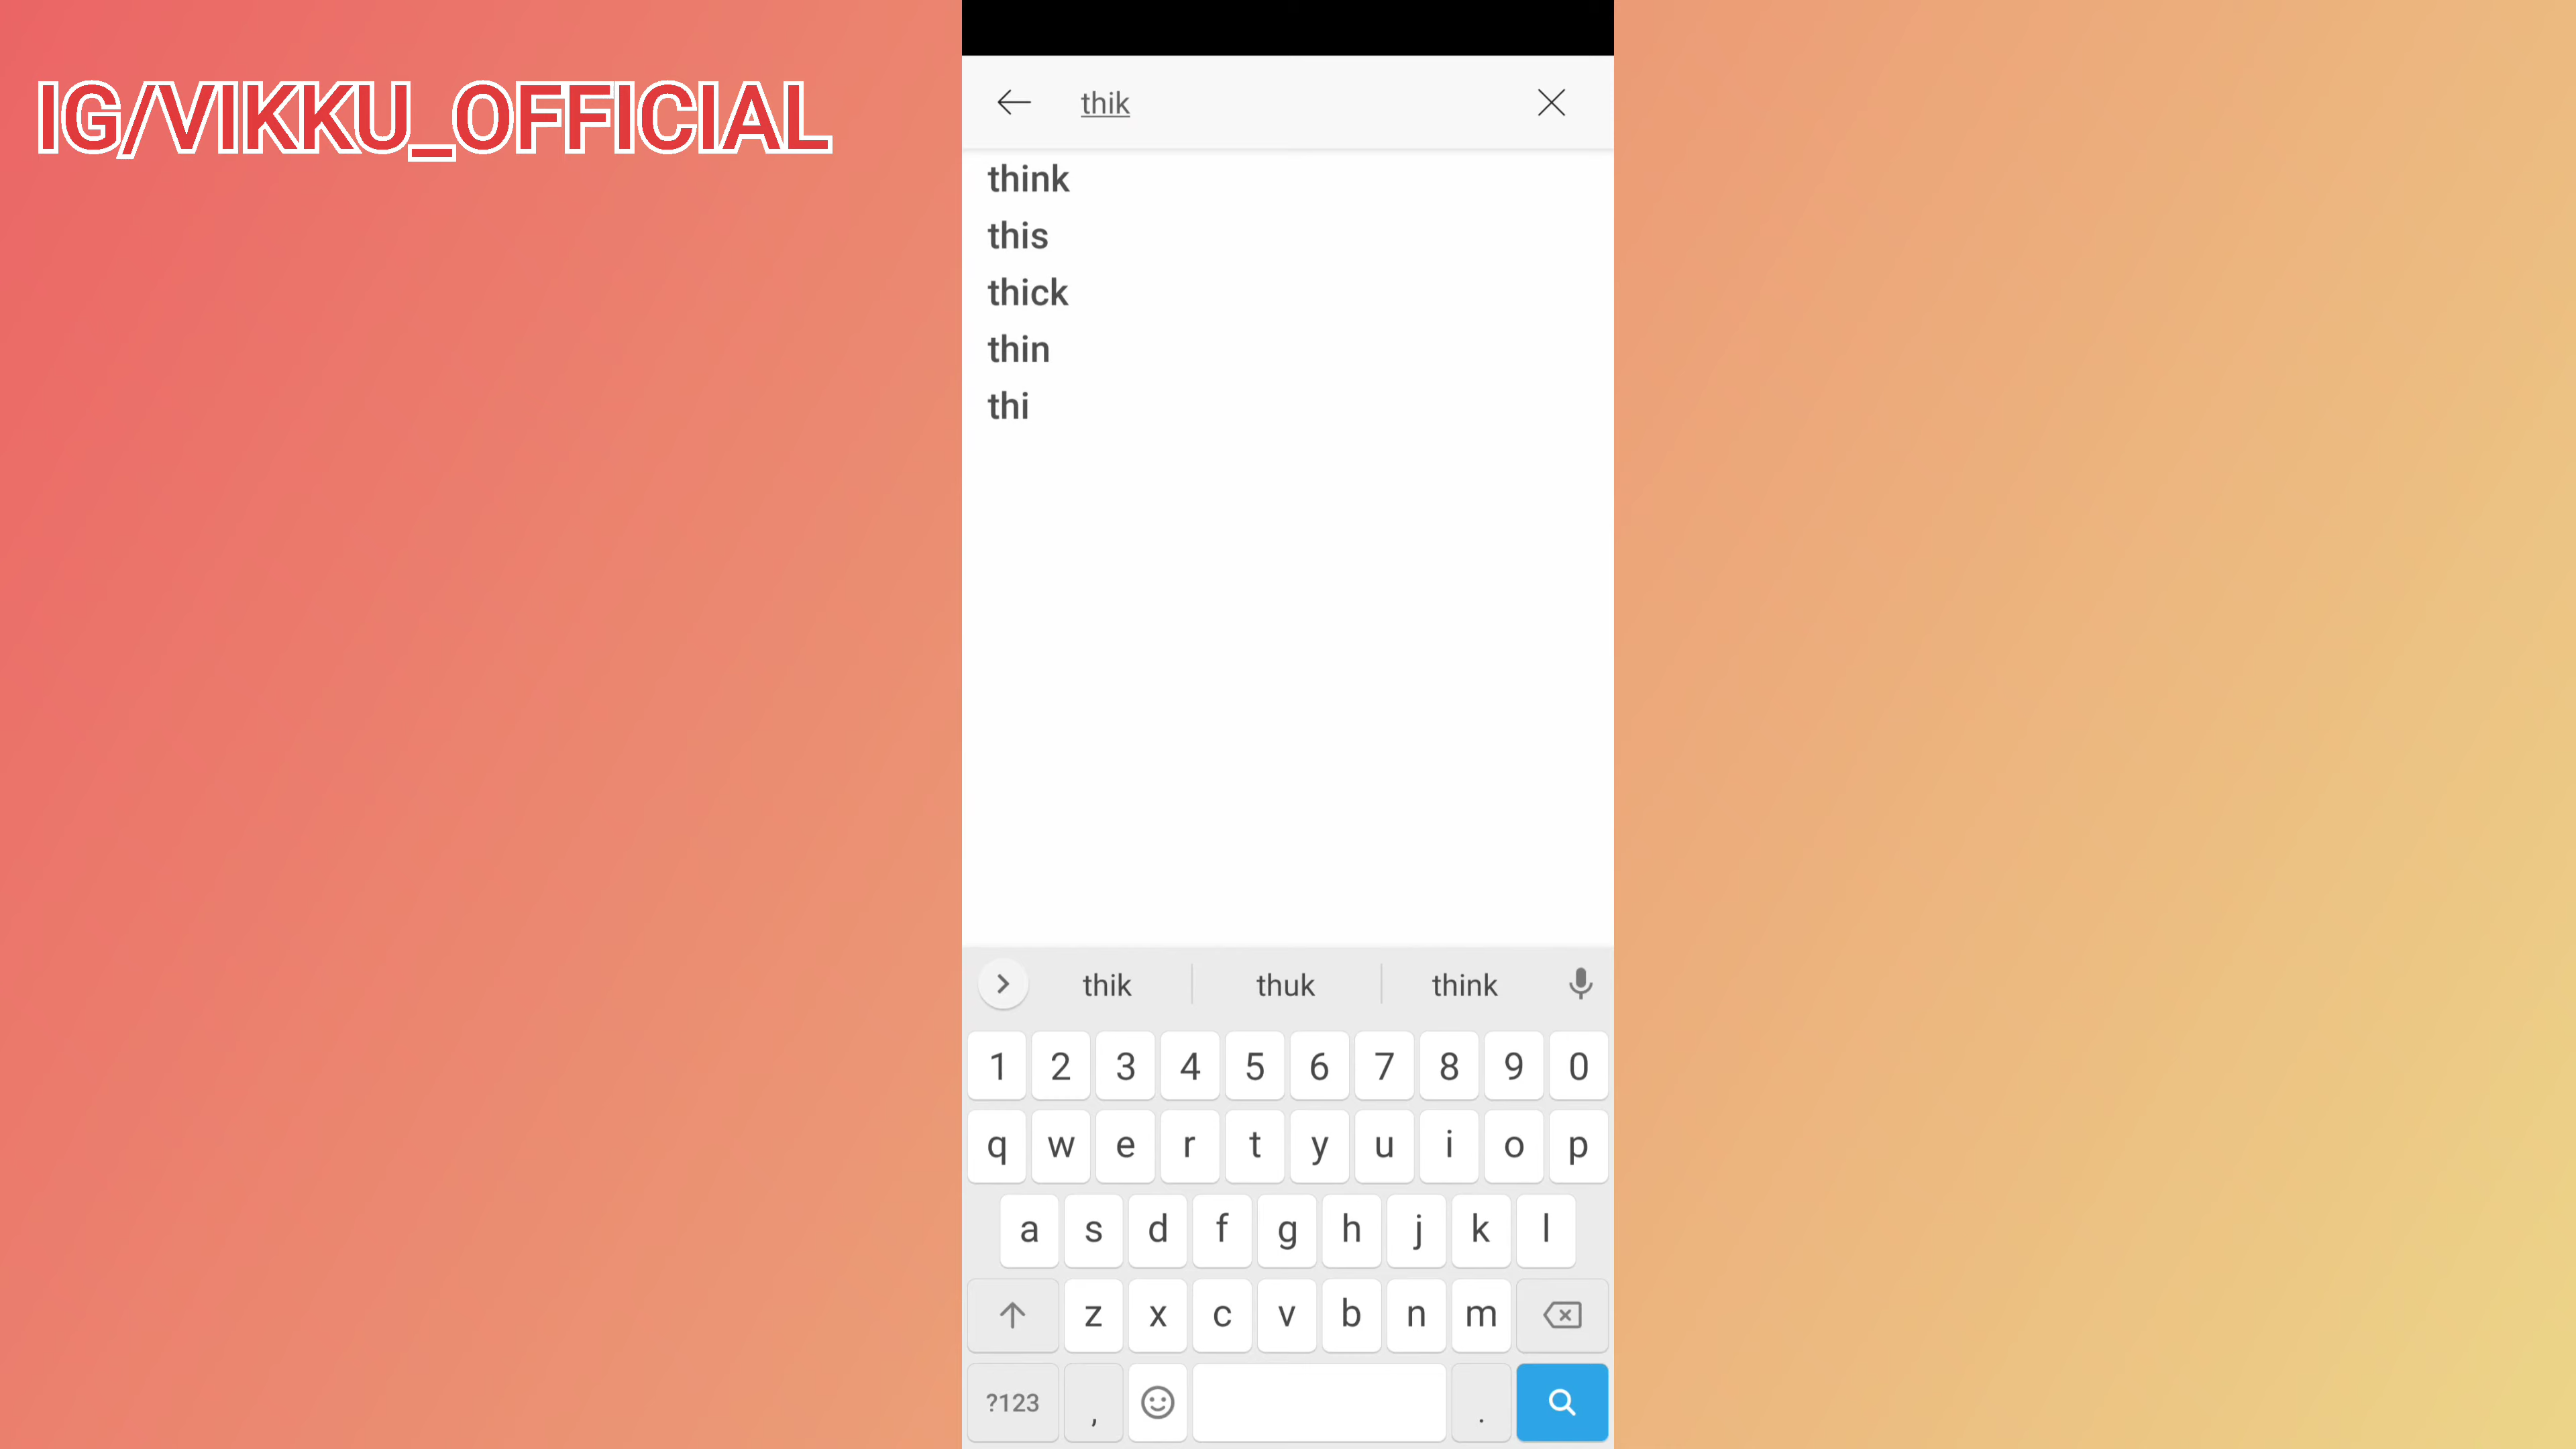 IG/VIKKU_OFFICIAL
thik
think
this
thick
thin
thi
thik thuk think
1 2 3 4 5 6 7 8 9 0
q w e r t y u i o p
a s d f g h j k l
z x c v b n m
?123 , .